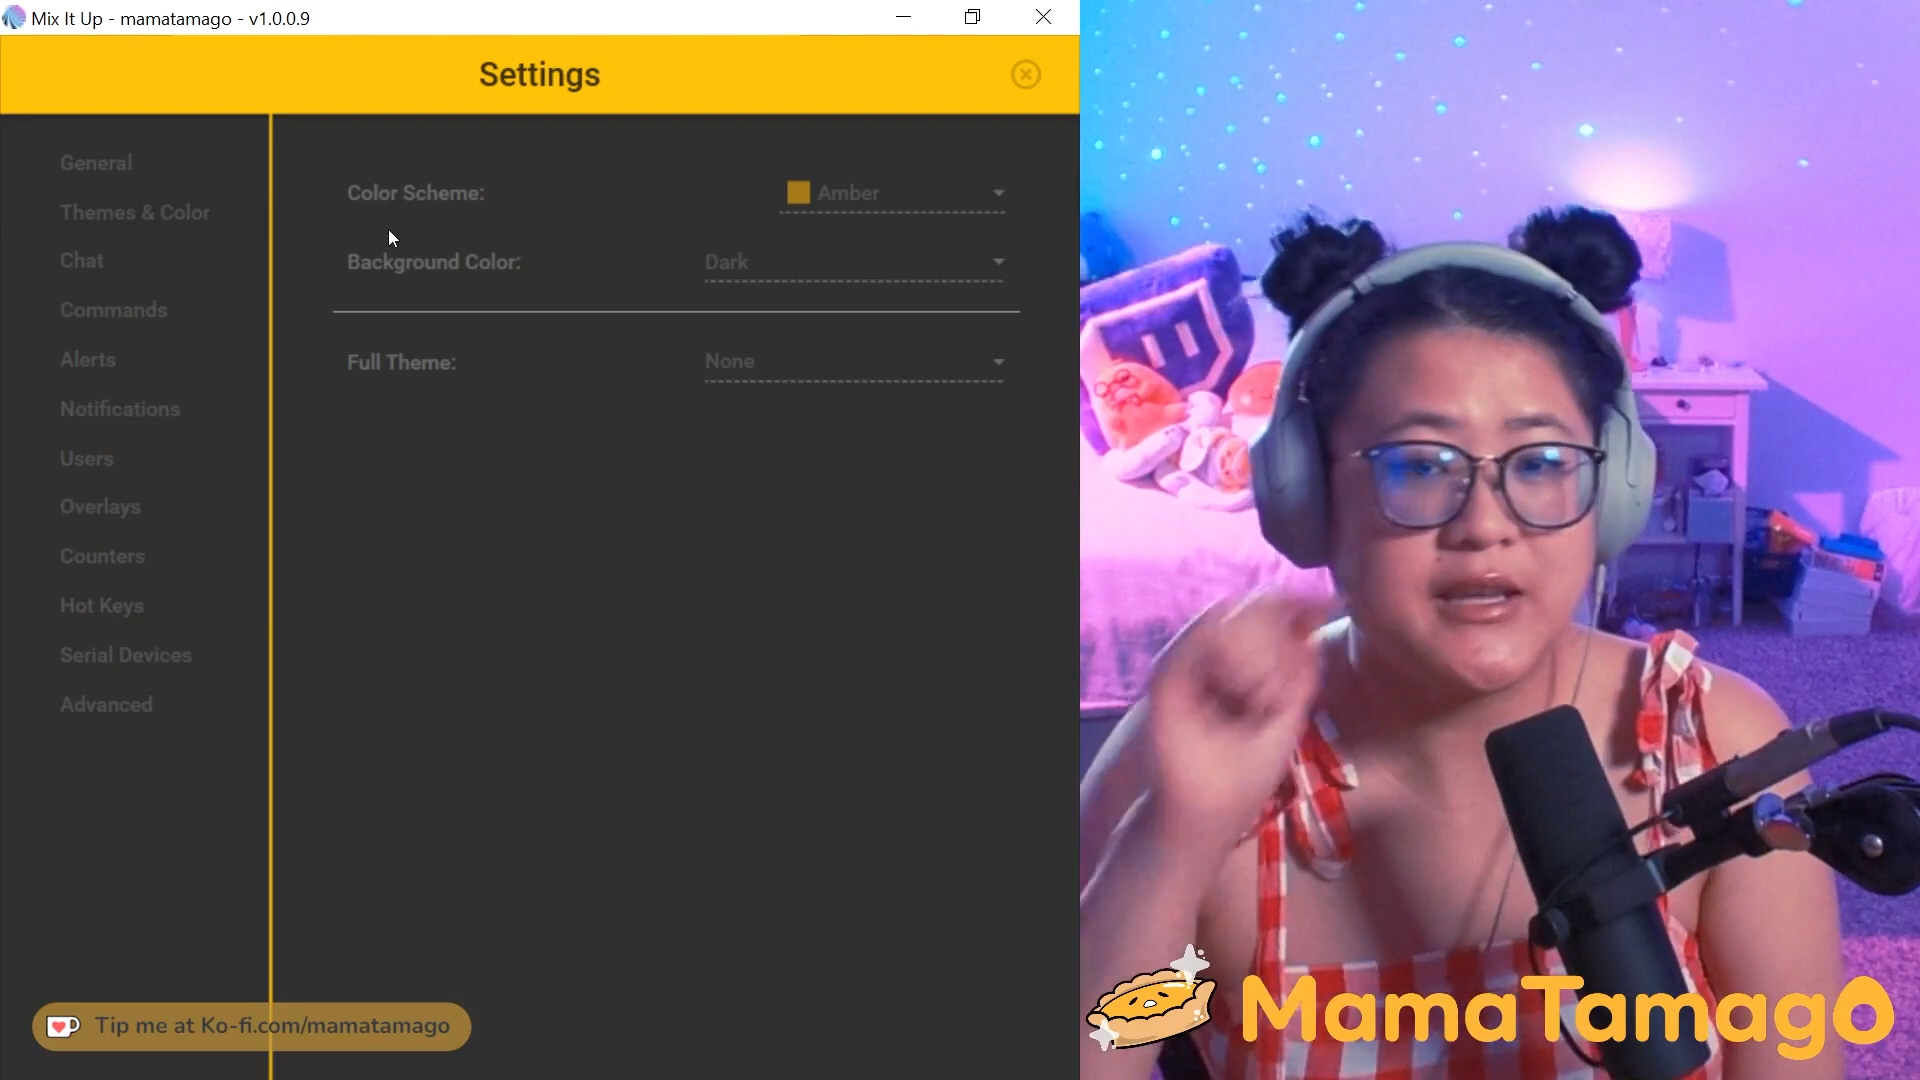 Mix It Up - mamatamago - v1.0.0.9
Settings
General
Themes & Color
Chat
Commands
Alerts
Notifications
Users
Overlays
Counters
Hot Keys
Serial Devices
Advanced
Color Scheme:
Amber
Background Color:
Dark
Full Theme:
None
Tip me at Ko-fi.com/mamatamago
MamaTamago